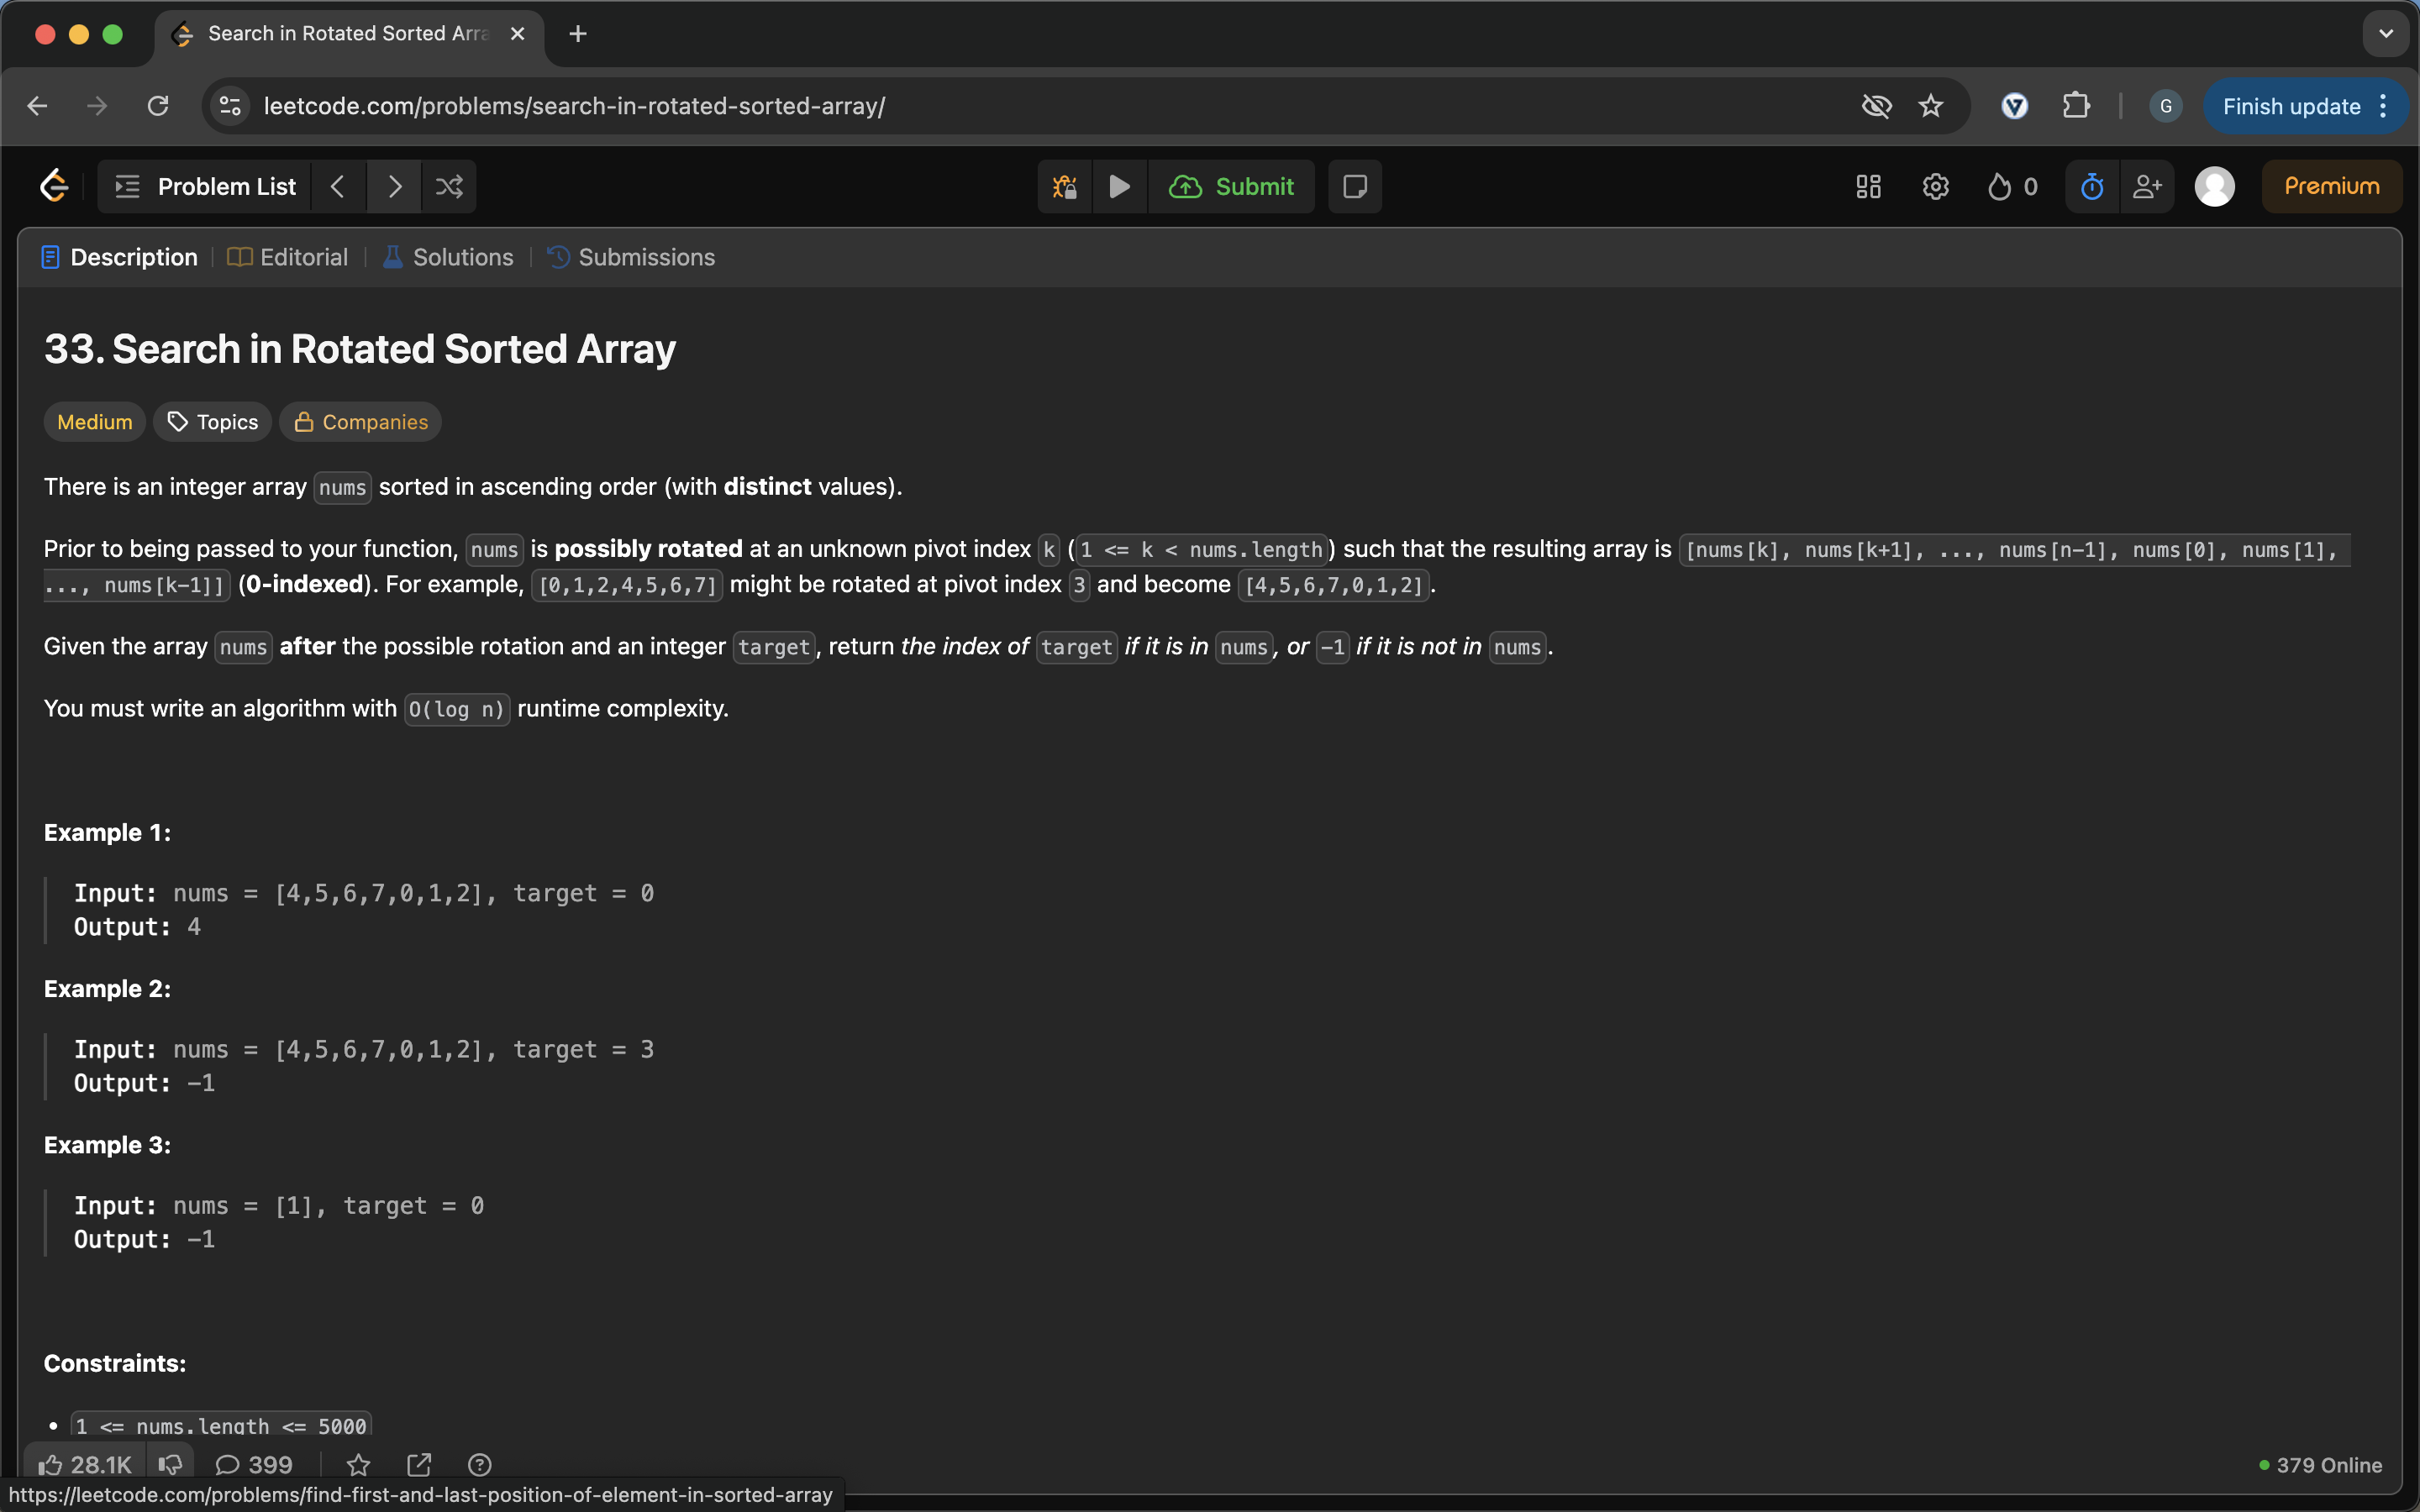 Search in Rotated Sorted Arra
leetcode.com/problems/search-in-rotated-sorted-array/
G
Finish update
Problem List
Submit
0
Premium
Description
Editorial
Solutions
Submissions
33. Search in Rotated Sorted Array
Medium
Topics
Companies
There is an integer array nums sorted in ascending order (with distinct values).
Prior to being passed to your function, nums is possibly rotated at an unknown pivot index k (1 <= k < nums.length) such that the resulting array is [nums[k], nums[k+1], ..., nums[n-1], nums[0], nums[1],
..., nums[k-1]] (0-indexed). For example, [0,1,2,4,5,6,7] might be rotated at pivot index 3 and become [4,5,6,7,0,1,2].
Given the array nums after the possible rotation and an integer target, return the index of target if it is in nums, or -1 if it is not in nums.
You must write an algorithm with O(log n) runtime complexity.
Example 1:
Input: nums = [4,5,6,7,0,1,2], target = 0
Output: 4
Example 2:
Input: nums = [4,5,6,7,0,1,2], target = 3
Output: -1
Example 3:
Input: nums = [1], target = 0
Output: -1
Constraints:
• 1 <= nums.length <= 5000
28.1K
399
379 Online
https://leetcode.com/problems/find-first-and-last-position-of-element-in-sorted-array